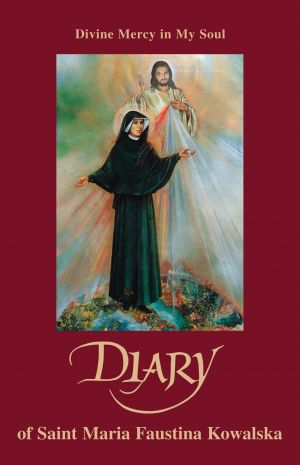 Divine Mercy in My Soul
DIARY
of Saint Maria Faustina Kowalska